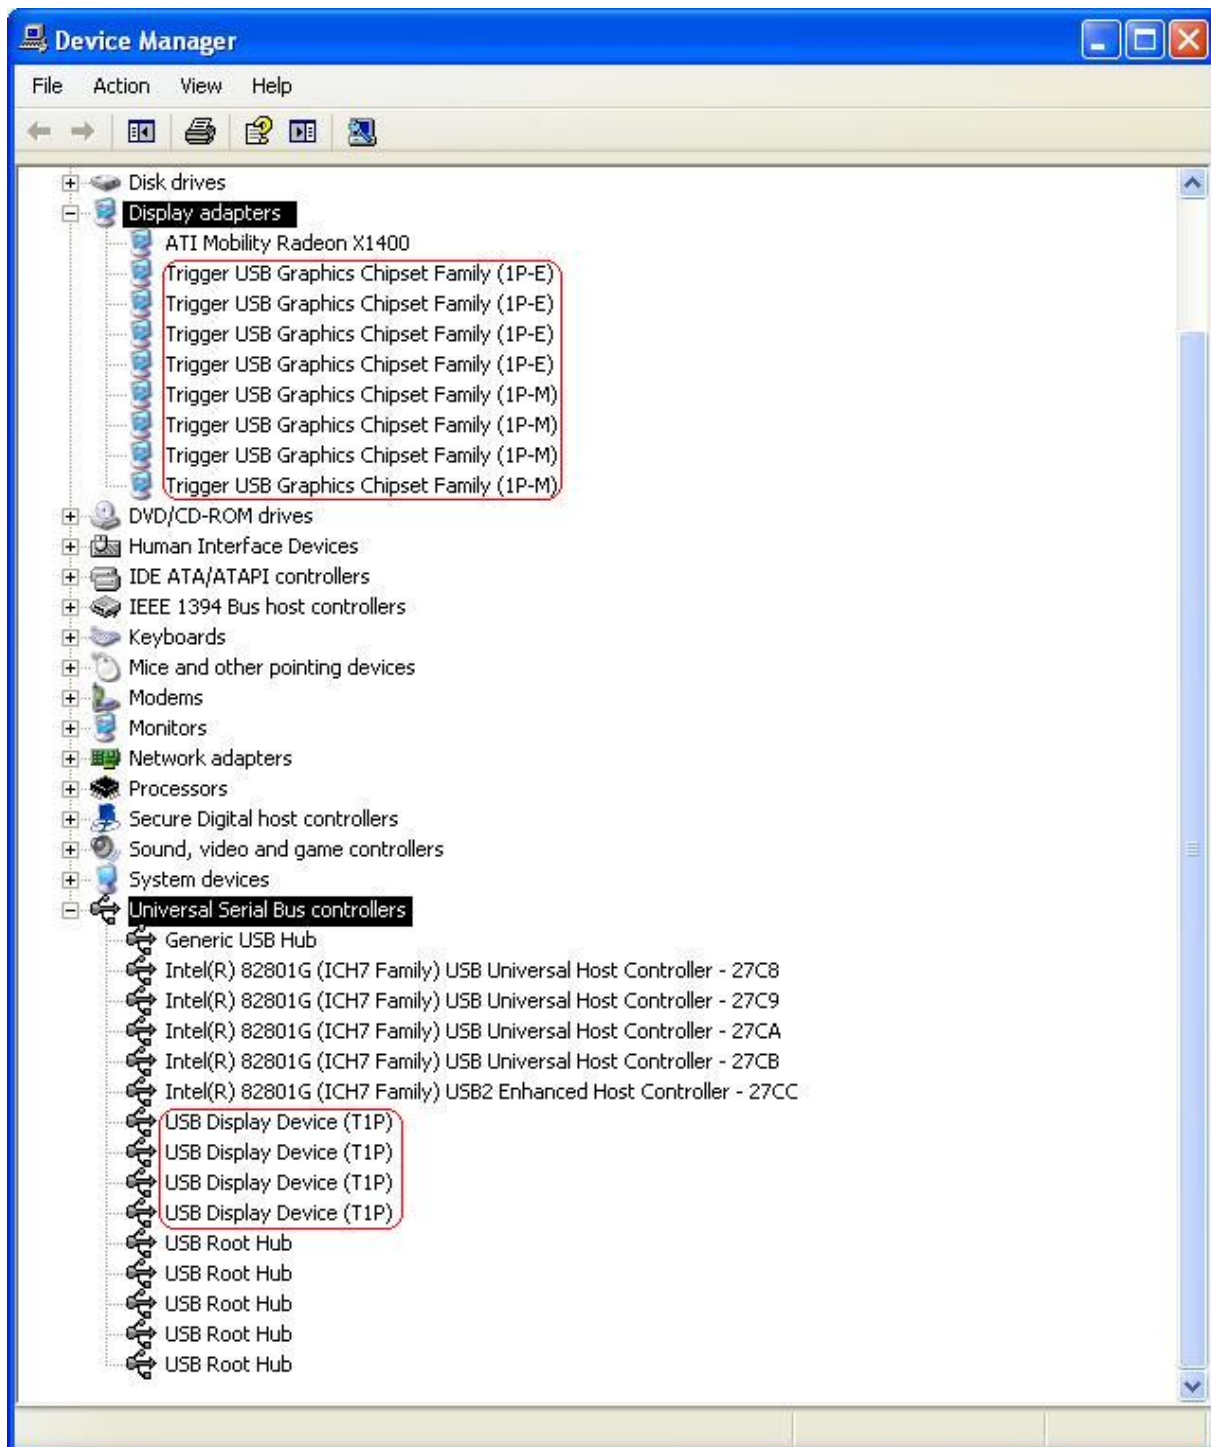 Device Manager
File Action View Help
Disk drives
Display adapters
ATI Mobility Radeon X1400
Trigger USB Graphics Chipset Family (1P-E)
Trigger USB Graphics Chipset Family (1P-E)
Trigger USB Graphics Chipset Family (1P-E)
Trigger USB Graphics Chipset Family (1P-E)
Trigger USB Graphics Chipset Family (1P-M)
Trigger USB Graphics Chipset Family (1P-M)
Trigger USB Graphics Chipset Family (1P-M)
Trigger USB Graphics Chipset Family (1P-M)
DVD/CD-ROM drives
Human Interface Devices
IDE ATA/ATAPI controllers
IEEE 1394 Bus host controllers
Keyboards
Mice and other pointing devices
Modems
Monitors
Network adapters
Processors
Secure Digital host controllers
Sound, video and game controllers
System devices
Universal Serial Bus controllers
Generic USB Hub
Intel(R) 82801G (ICH7 Family) USB Universal Host Controller - 27C8
Intel(R) 82801G (ICH7 Family) USB Universal Host Controller - 27C9
Intel(R) 82801G (ICH7 Family) USB Universal Host Controller - 27CA
Intel(R) 82801G (ICH7 Family) USB Universal Host Controller - 27CB
Intel(R) 82801G (ICH7 Family) USB2 Enhanced Host Controller - 27CC
USB Display Device (T1P)
USB Display Device (T1P)
USB Display Device (T1P)
USB Display Device (T1P)
USB Root Hub
USB Root Hub
USB Root Hub
USB Root Hub
USB Root Hub